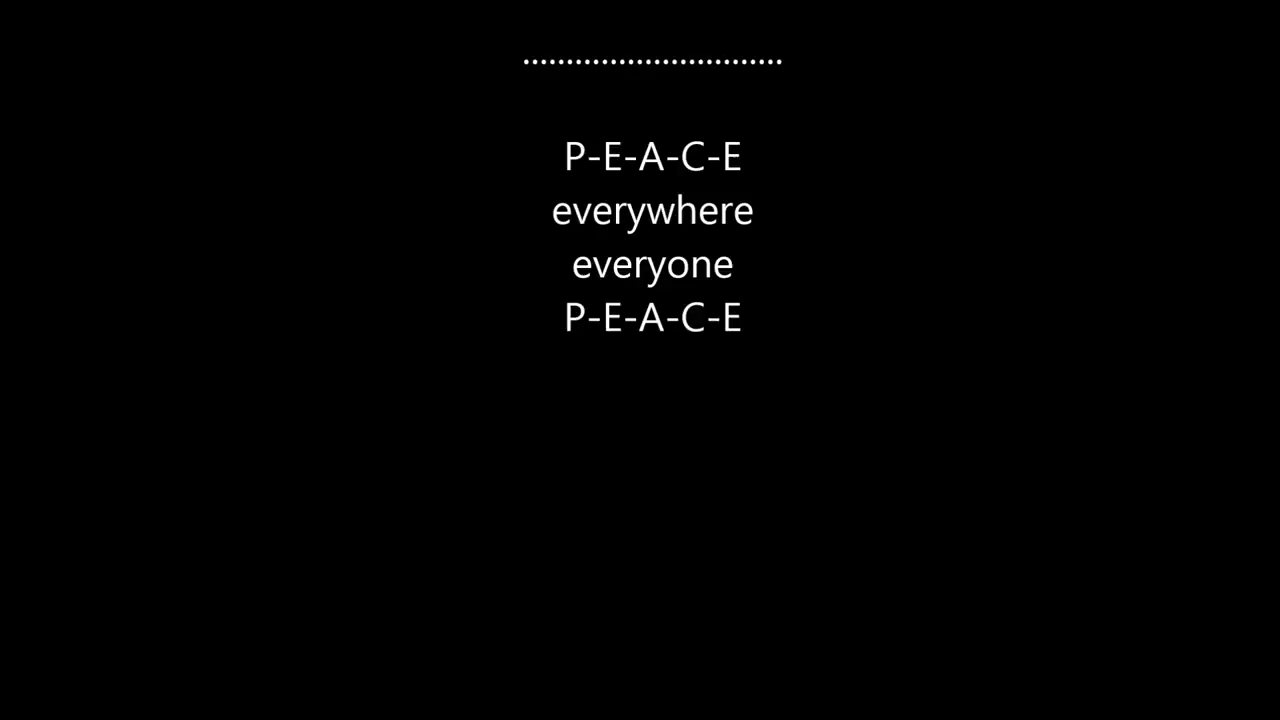 ..............................
P-E-A-C-E
everywhere
everyone
P-E-A-C-E